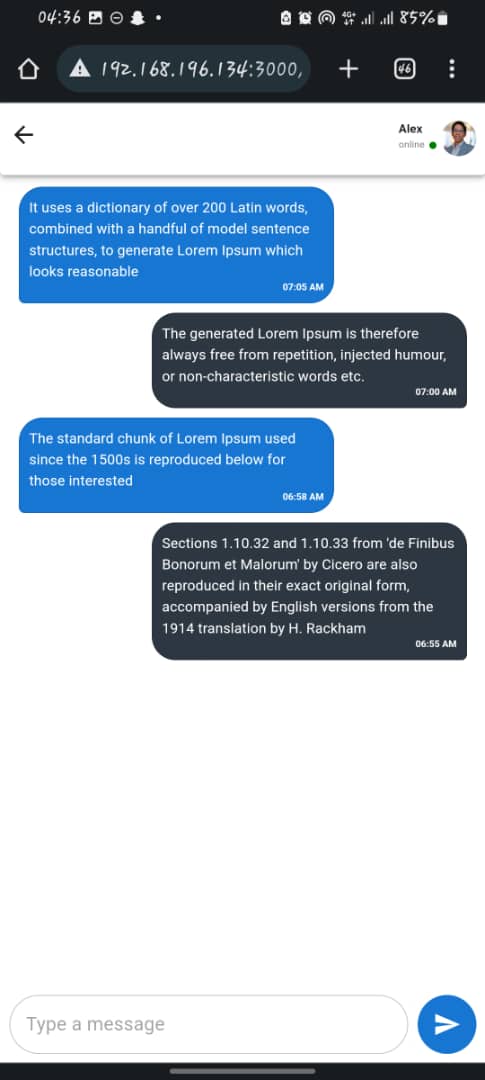 04:36
4G+
85%
192.168.196.134:3000,
46
Alex
online
It uses a dictionary of over 200 Latin words,
combined with a handful of model sentence
structures, to generate Lorem Ipsum which
looks reasonable
07:05 AM
The generated Lorem Ipsum is therefore
always free from repetition, injected humour,
or non-characteristic words etc.
07:00 AM
The standard chunk of Lorem Ipsum used
since the 1500s is reproduced below for
those interested
06:58 AM
Sections 1.10.32 and 1.10.33 from 'de Finibus
Bonorum et Malorum' by Cicero are also
reproduced in their exact original form,
accompanied by English versions from the
1914 translation by H. Rackham
06:55 AM
Type a message